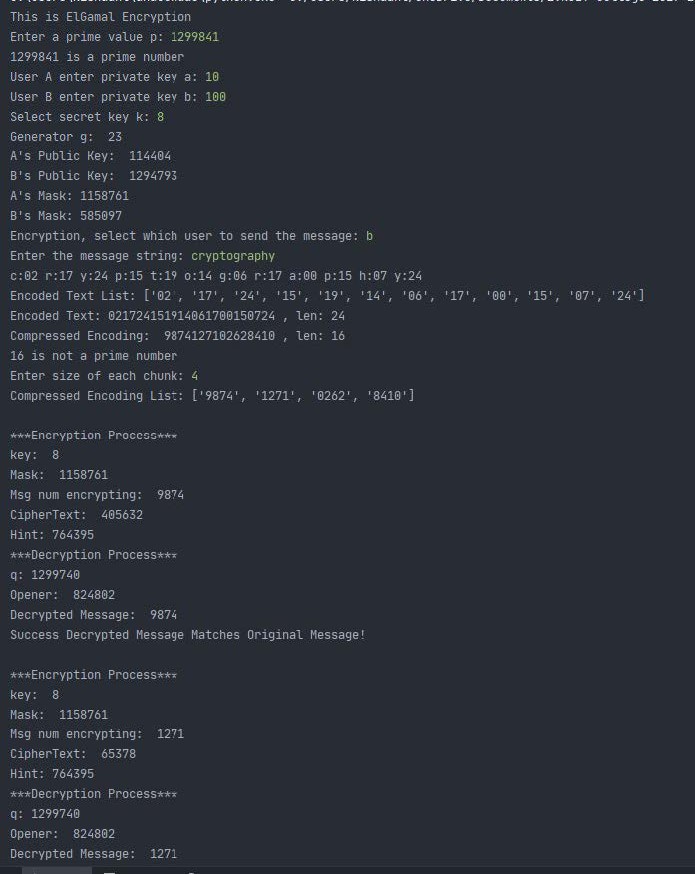 This is ElGamal Encryption
Enter a prime value p: 1299841
1299841 is a prime number
User A enter private key a: 10
User B enter private key b: 100
Select secret key k: 8
Generator g:  23
A's Public Key:  114404
B's Public Key:  1294793
A's Mask: 1158761
B's Mask: 585097
Encryption, select which user to send the message: b
Enter the message string: cryptography
c:02 r:17 y:24 p:15 t:19 o:14 g:06 r:17 a:00 p:15 h:07 y:24
Encoded Text List: ['02', '17', '24', '15', '19', '14', '06', '17', '00', '15', '07', '24']
Encoded Text: 021724151914061700150724 , len: 24
Compressed Encoding:  9874127102628410 , len: 16
16 is not a prime number
Enter size of each chunk: 4
Compressed Encoding List: ['9874', '1271', '0262', '8410']
***Encryption Process***
key:  8
Mask:  1158761
Msg num encrypting:  9874
CipherText:  405632
Hint: 764395
***Decryption Process***
q: 1299740
Opener:  824802
Decrypted Message:  9874
Success Decrypted Message Matches Original Message!
***Encryption Process***
key:  8
Mask:  1158761
Msg num encrypting:  1271
CipherText:  65378
Hint: 764395
***Decryption Process***
q: 1299740
Opener:  824802
Decrypted Message:  1271